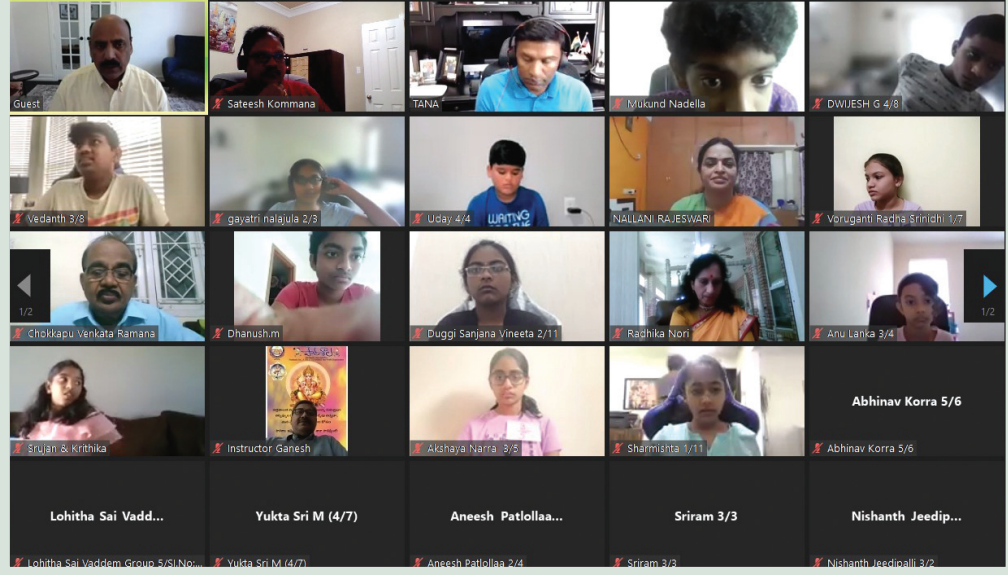 Guest
Sateesh Kommana
TANA
Mukund Nadella
DWIJESH G 4/8
Vedanth 3/8
gayatri nalajula 2/3
Uday 4/4
WAITING
NALLANI RAJESWARI
Voruganti Radha Srinidhi 1/7
1/2
Chokkapu Venkata Ramana
Dhanush.m
Duggi Sanjana Vineeta 2/11
Radhika Nori
Anu Lanka 3/4
1/2
Srujan & Krithika
Instructor Ganesh
Akshaya Narra 3/5
Sharmishta 1/11
Abhinav Korra 5/6
Abhinav Korra 5/6
Lohitha Sai Vadd...
Yukta Sri M (4/7)
Aneesh Patlollaa...
Sriram 3/3
Nishanth Jeedip...
Lohitha Sai Vaddem Group 5/Sl.No:...
Yukta Sri M (4/7)
Aneesh Patlollaa 2/4
Sriram 3/3
Nishanth Jeedipalli 3/2